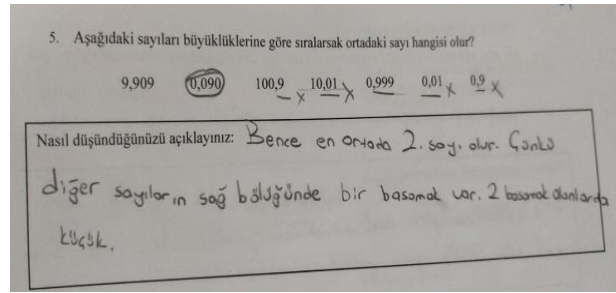 5. Aşağıdaki sayıları büyüklüklerine göre sıralarsak ortadaki sayı hangisi olur?
9,909 0,090 100,9 10,01 0,999 0,01 0,9
Nasıl düşündüğünüzü açıklayınız: Bence en ortada 2. sayı olur. Çünkü
diğer sayıların sağ bölüğünde bir basamak var. 2 basamak olanlarda
küçük.